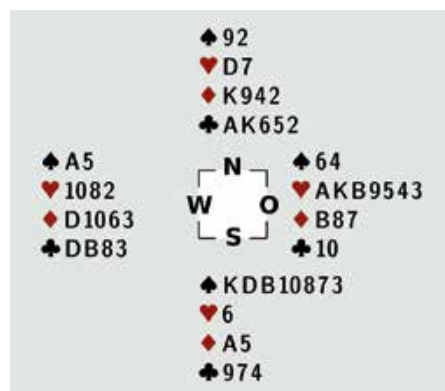 ♠ 92
♥ D7
♦ K942
♣ AK652
♠ A5
♥ 1082
♦ D1063
♣ DB83
N
W O
S
♠ 64
♥ AKB9543
♦ B87
♣ 10
♠ KDB10873
♥ 6
♦ A5
♣ 974